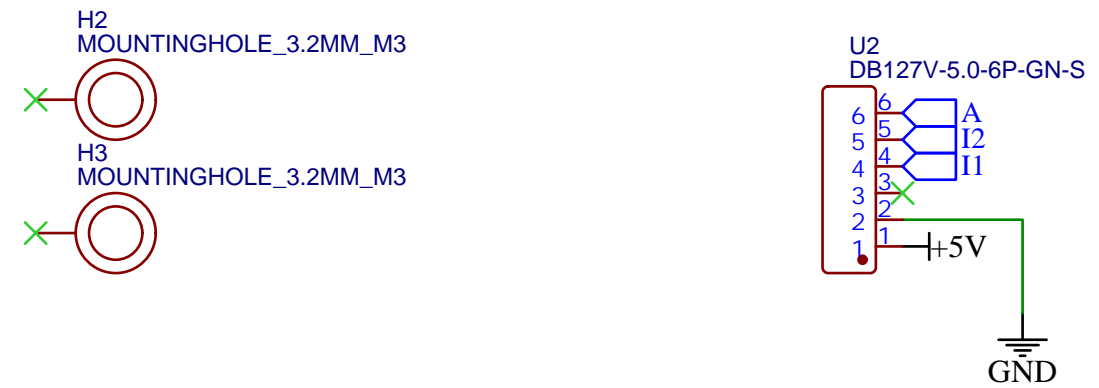 H2
MOUNTINGHOLE_3.2MM_M3
H3
MOUNTINGHOLE_3.2MM_M3
U2
DB127V-5.0-6P-GN-S
6 6 A
5 5 I2
4 4 I1
3 3
2 2
1 1 +5V
GND